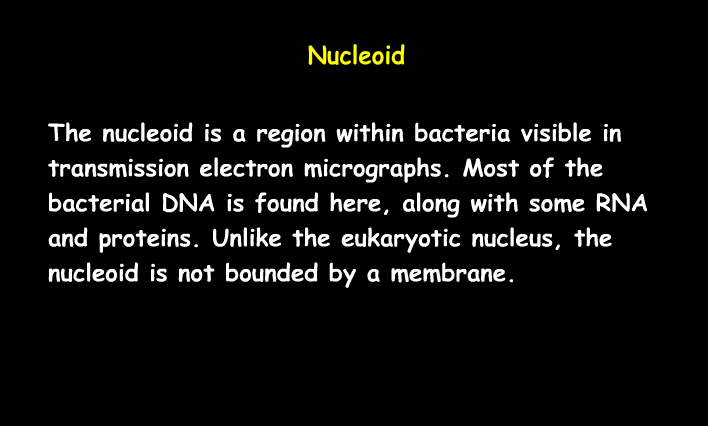 Nucleoid
The nucleoid is a region within bacteria visible in
transmission electron micrographs. Most of the
bacterial DNA is found here, along with some RNA
and proteins. Unlike the eukaryotic nucleus, the
nucleoid is not bounded by a membrane.